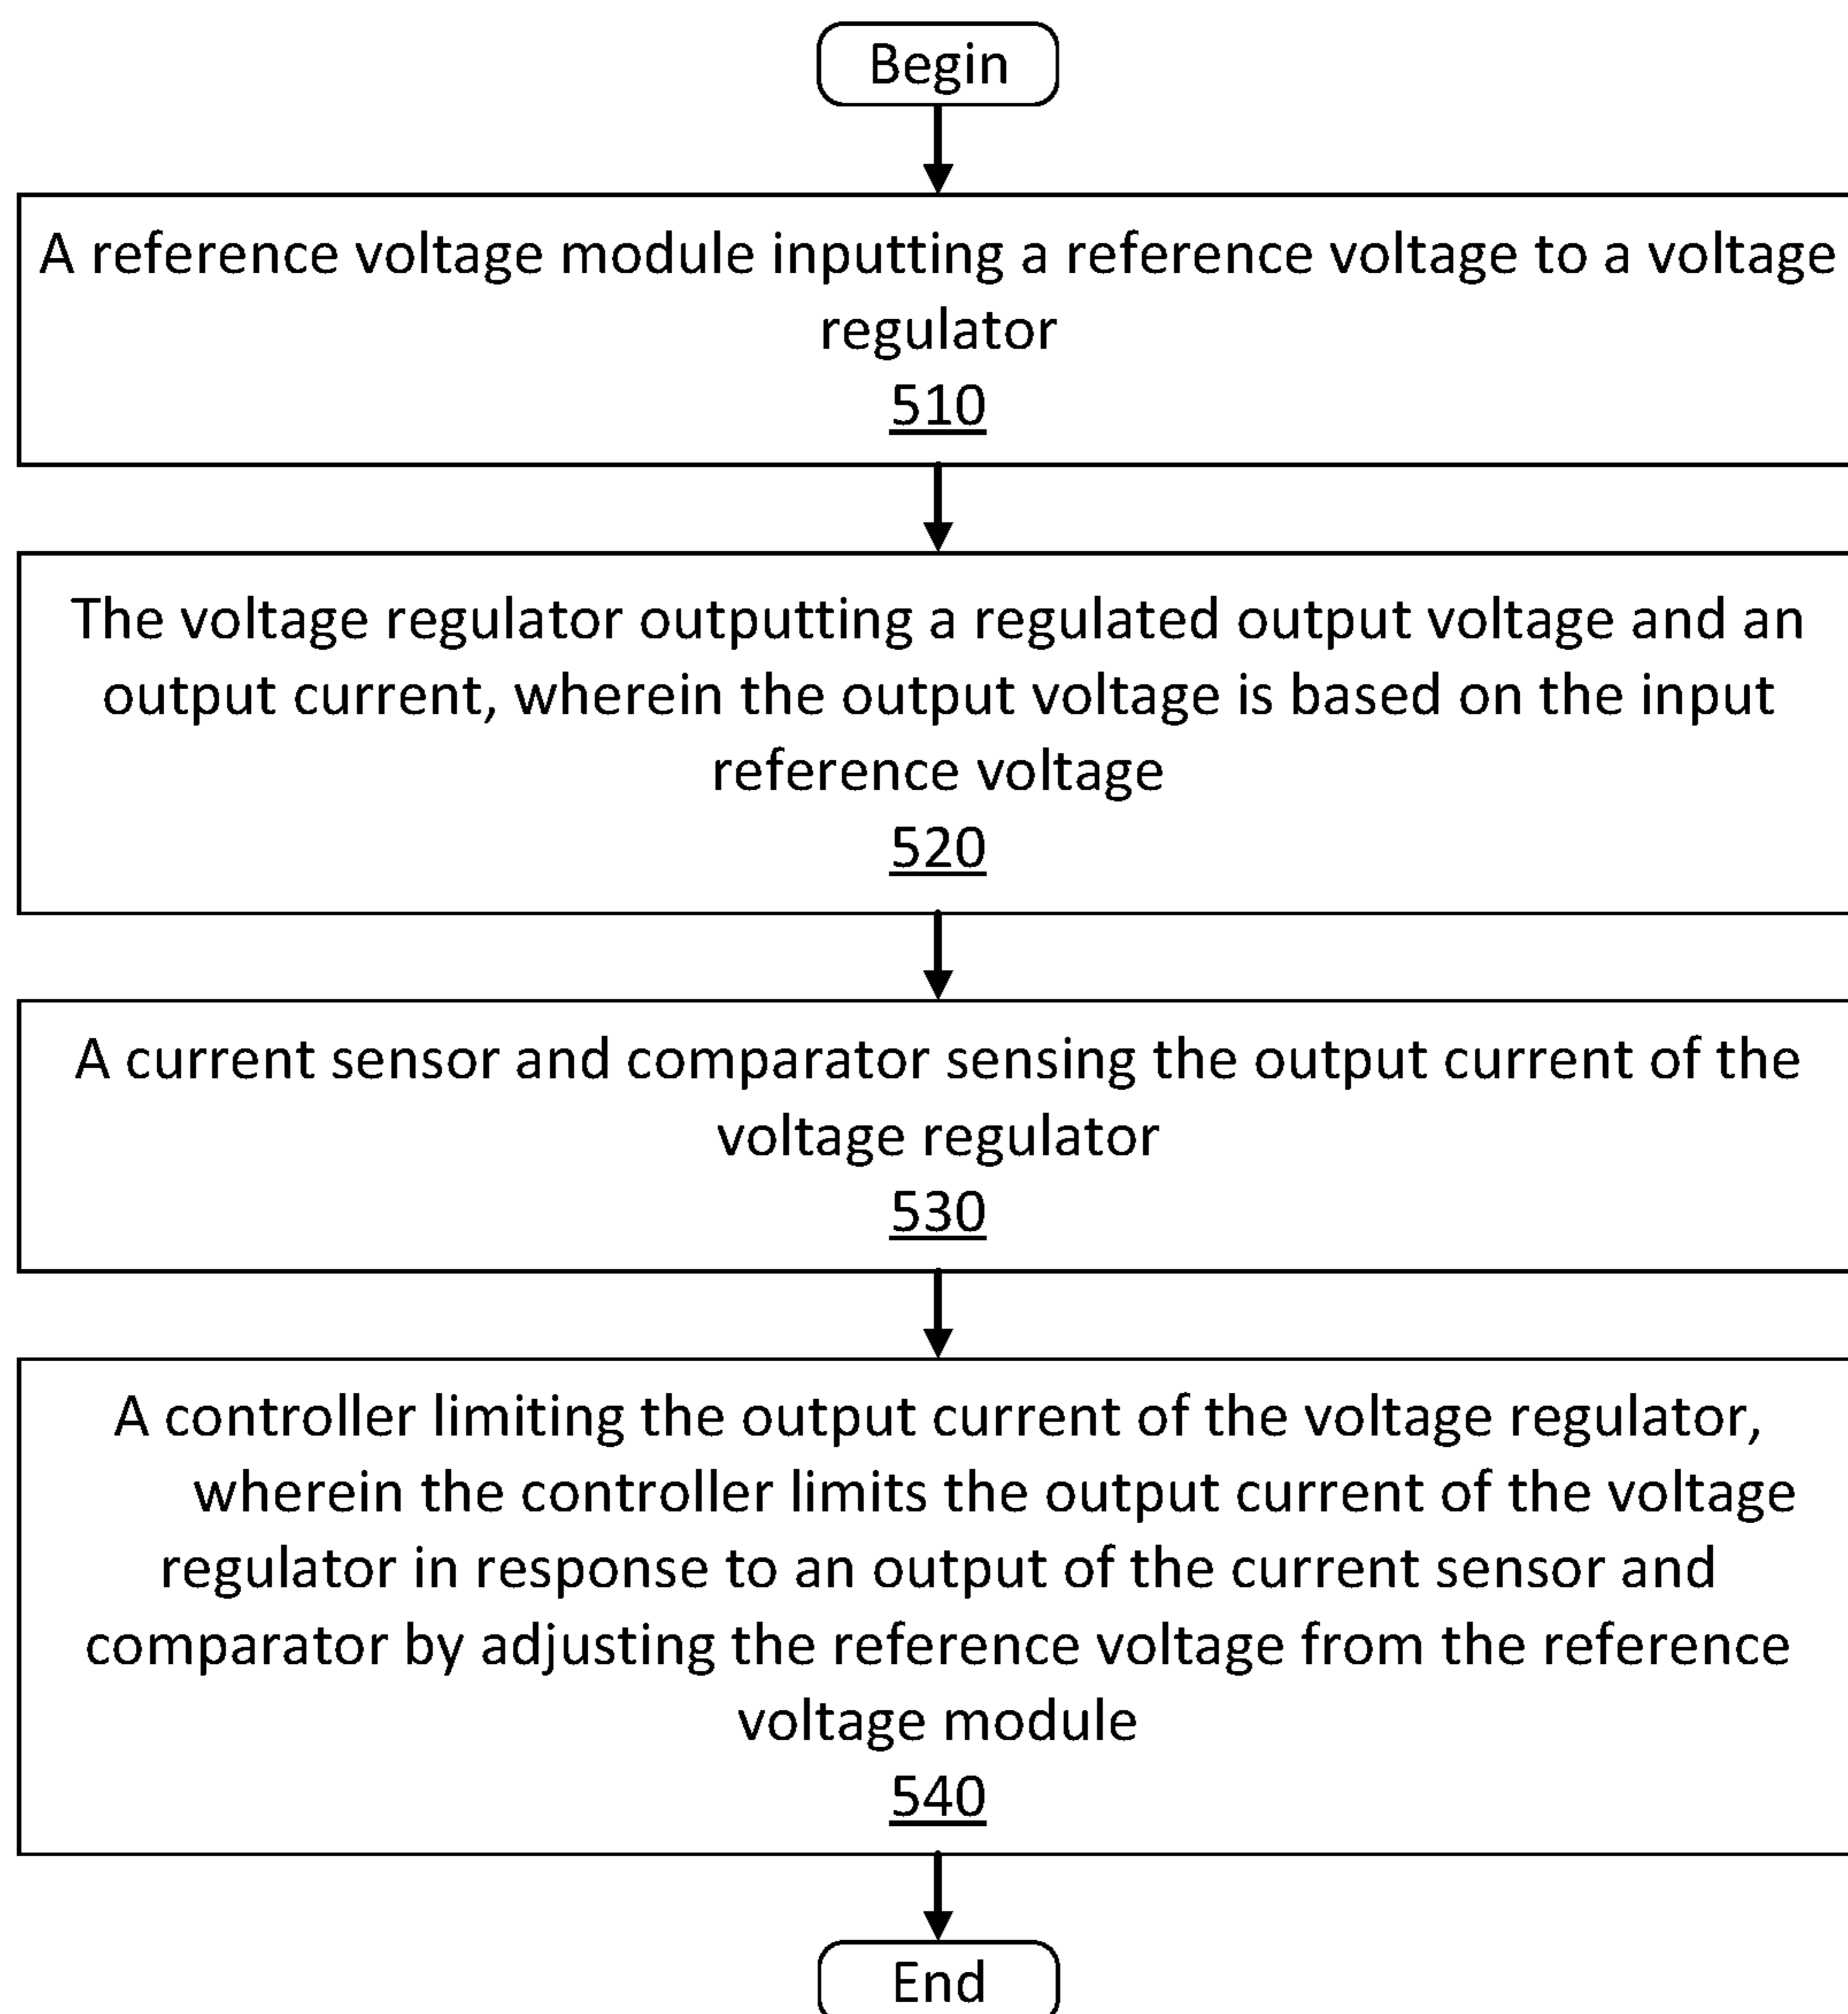 Begin
A reference voltage module inputting a reference voltage to a voltage
regulator
510
The voltage regulator outputting a regulated output voltage and an
output current, wherein the output voltage is based on the input
reference voltage
520
A current sensor and comparator sensing the output current of the
voltage regulator
530
A controller limiting the output current of the voltage regulator,
wherein the controller limits the output current of the voltage
regulator in response to an output of the current sensor and
comparator by adjusting the reference voltage from the reference
voltage module
540
End